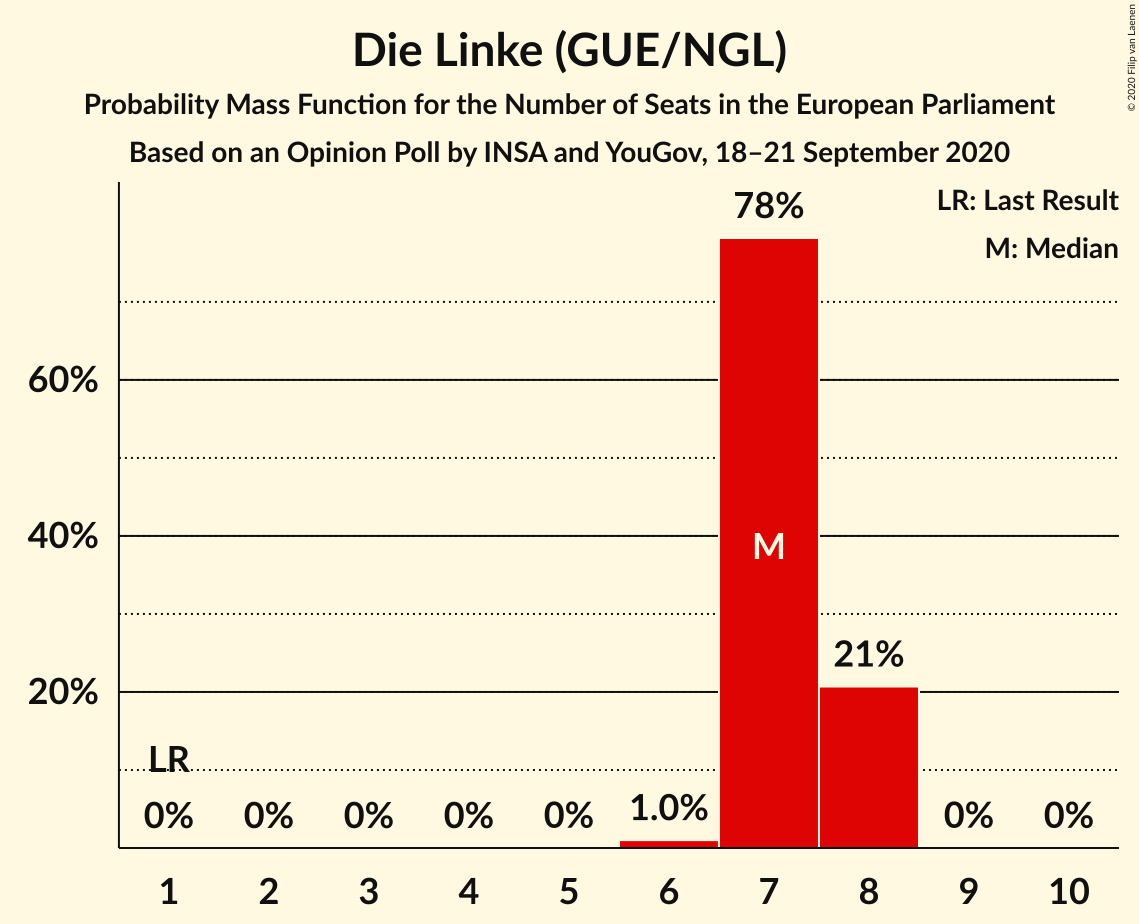 Die Linke (GUE/NGL)
Probability Mass Function for the Number of Seats in the European Parliament
Based on an Opinion Poll by INSA and YouGov, 18–21 September 2020
© 2020 Filip van Laenen
LR: Last Result
M: Median
78%
60%
40%
M
21%
20%
LR
0% 0% 0% 0% 0% 1.0% 0% 0%
1 2 3 4 5 6 7 8 9 10